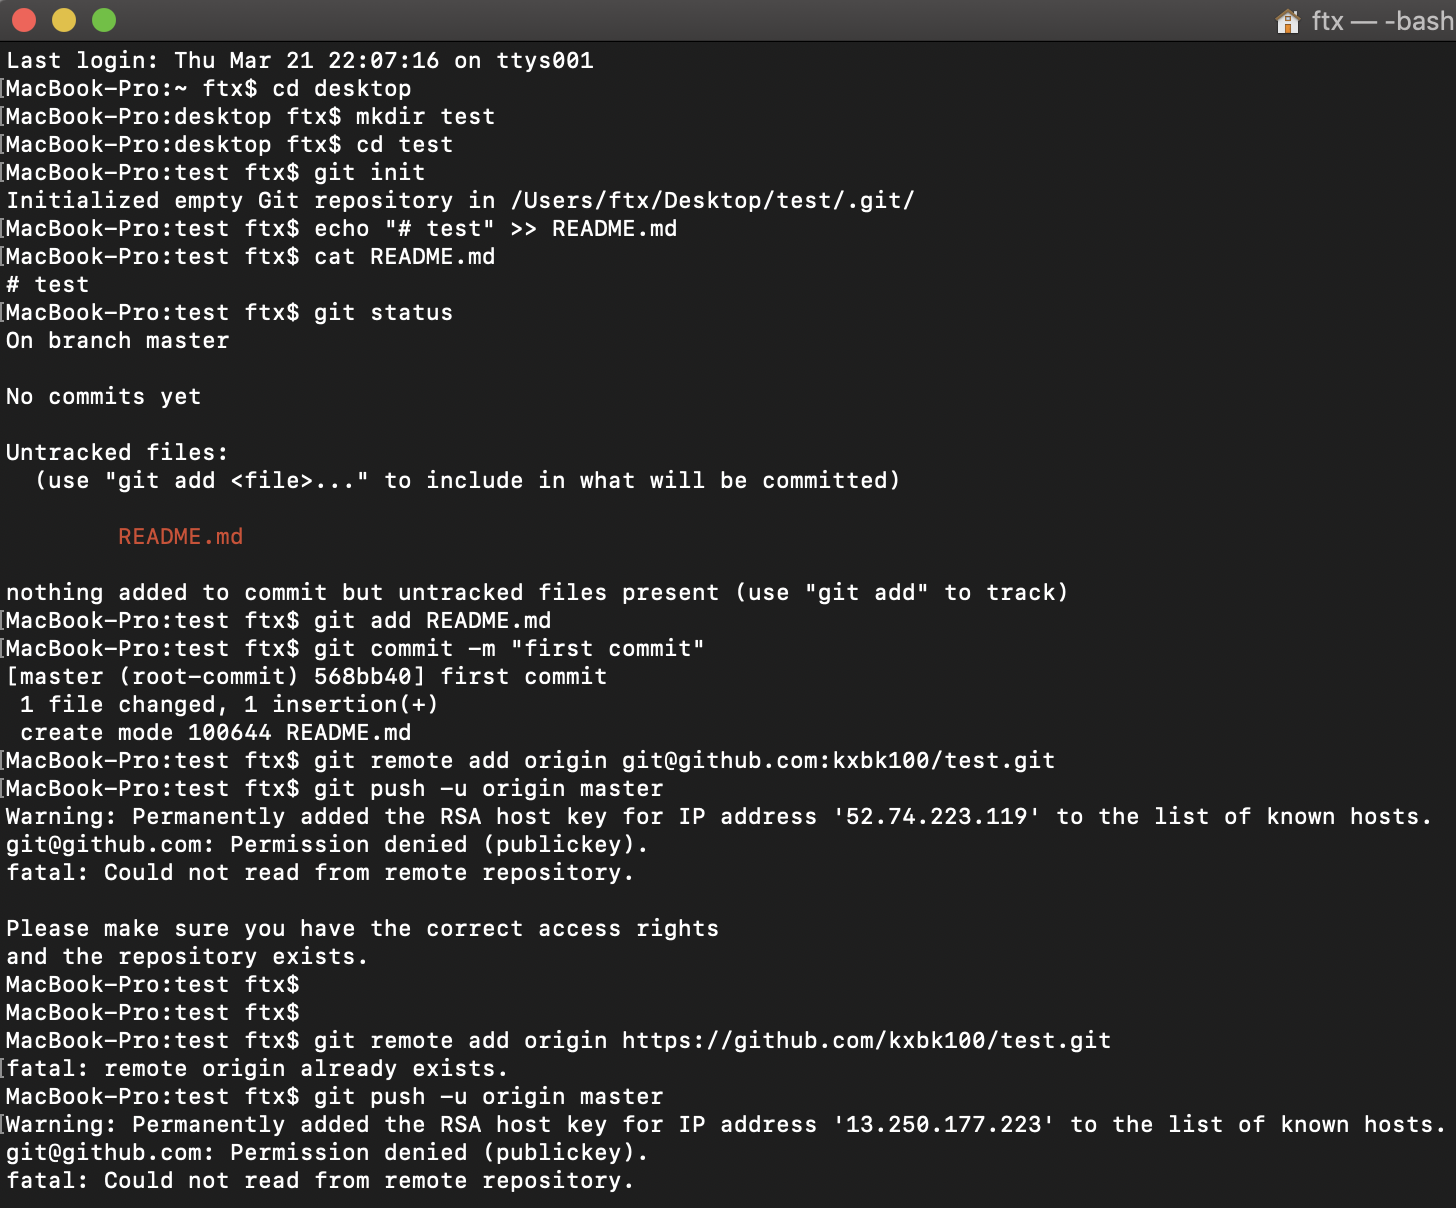 ftx — -bash
Last login: Thu Mar 21 22:07:16 on ttys001
[MacBook-Pro:~ ftx$ cd desktop
[MacBook-Pro:desktop ftx$ mkdir test
[MacBook-Pro:desktop ftx$ cd test
[MacBook-Pro:test ftx$ git init
Initialized empty Git repository in /Users/ftx/Desktop/test/.git/
[MacBook-Pro:test ftx$ echo "# test" >> README.md
[MacBook-Pro:test ftx$ cat README.md
# test
[MacBook-Pro:test ftx$ git status
On branch master

No commits yet

Untracked files:
  (use "git add <file>..." to include in what will be committed)

        README.md

nothing added to commit but untracked files present (use "git add" to track)
[MacBook-Pro:test ftx$ git add README.md
[MacBook-Pro:test ftx$ git commit -m "first commit"
[master (root-commit) 568bb40] first commit
 1 file changed, 1 insertion(+)
 create mode 100644 README.md
[MacBook-Pro:test ftx$ git remote add origin git@github.com:kxbk100/test.git
[MacBook-Pro:test ftx$ git push -u origin master
Warning: Permanently added the RSA host key for IP address '52.74.223.119' to the list of known hosts.
git@github.com: Permission denied (publickey).
fatal: Could not read from remote repository.

Please make sure you have the correct access rights
and the repository exists.
MacBook-Pro:test ftx$
MacBook-Pro:test ftx$
MacBook-Pro:test ftx$ git remote add origin https://github.com/kxbk100/test.git
[fatal: remote origin already exists.
MacBook-Pro:test ftx$ git push -u origin master
[Warning: Permanently added the RSA host key for IP address '13.250.177.223' to the list of known hosts.
git@github.com: Permission denied (publickey).
fatal: Could not read from remote repository.